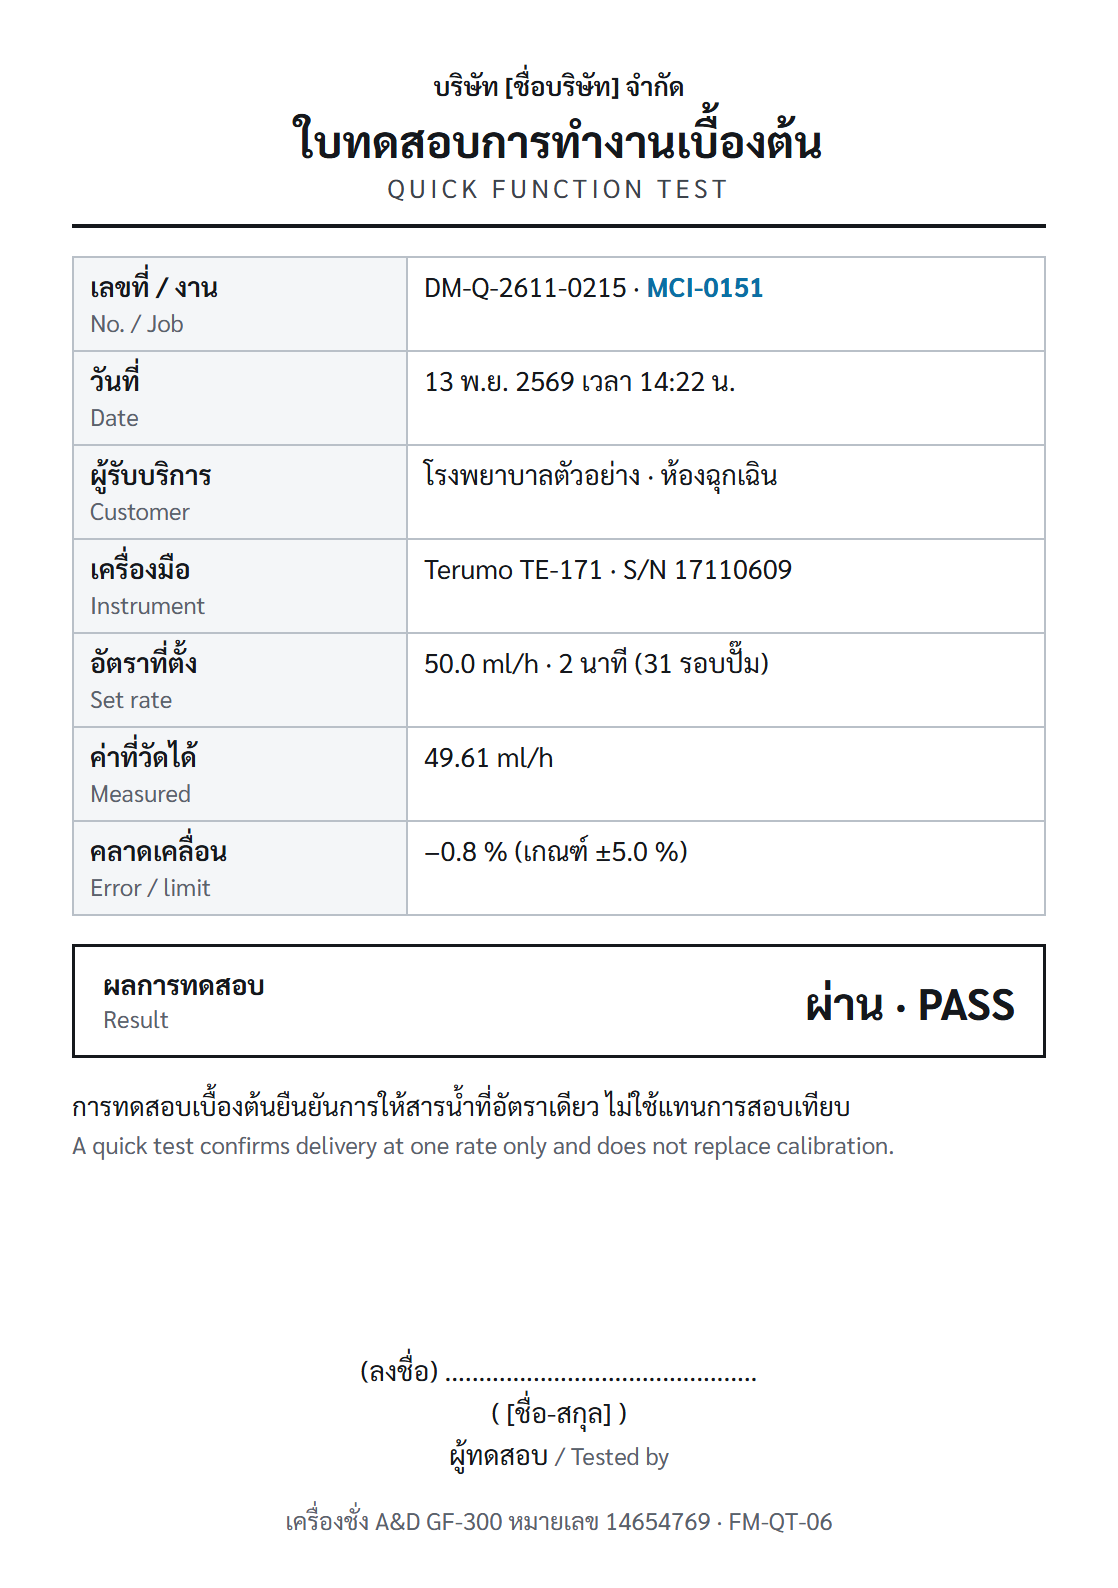 บริษัท [ชื่อบริษัท] จำกัด
ใบทดสอบการทำงานเบื้องต้น
QUICK FUNCTION TEST
เลขที่ / งาน
No. / Job
DM-Q-2611-0215 · MCI-0151
วันที่
Date
13 พ.ย. 2569 เวลา 14:22 น.
ผู้รับบริการ
Customer
โรงพยาบาลตัวอย่าง · ห้องฉุกเฉิน
เครื่องมือ
Instrument
Terumo TE-171 · S/N 17110609
อัตราที่ตั้ง
Set rate
50.0 ml/h · 2 นาที (31 รอบปั๊ม)
ค่าที่วัดได้
Measured
49.61 ml/h
คลาดเคลื่อน
Error / limit
−0.8 % (เกณฑ์ ±5.0 %)
ผลการทดสอบ
Result
ผ่าน · PASS
การทดสอบเบื้องต้นยืนยันการให้สารน้ำที่อัตราเดียว ไม่ใช้แทนการสอบเทียบ
A quick test confirms delivery at one rate only and does not replace calibration.
(ลงชื่อ) ...............................................
( [ชื่อ-สกุล] )
ผู้ทดสอบ / Tested by
เครื่องชั่ง A&D GF-300 หมายเลข 14654769 · FM-QT-06